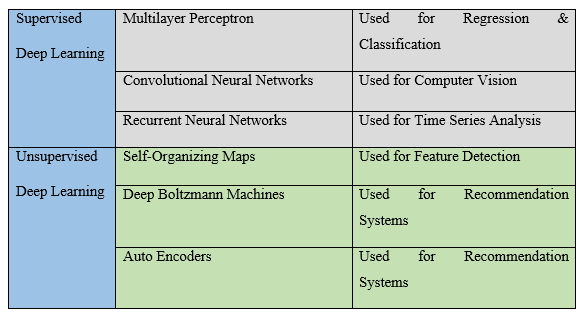 Supervised
Deep Learning
Multilayer Perceptron
Used for Regression &
Classification
Convolutional Neural Networks
Used for Computer Vision
Recurrent Neural Networks
Used for Time Series Analysis
Unsupervised
Deep Learning
Self-Organizing Maps
Used for Feature Detection
Deep Boltzmann Machines
Used for Recommendation
Systems
Auto Encoders
Used for Recommendation
Systems